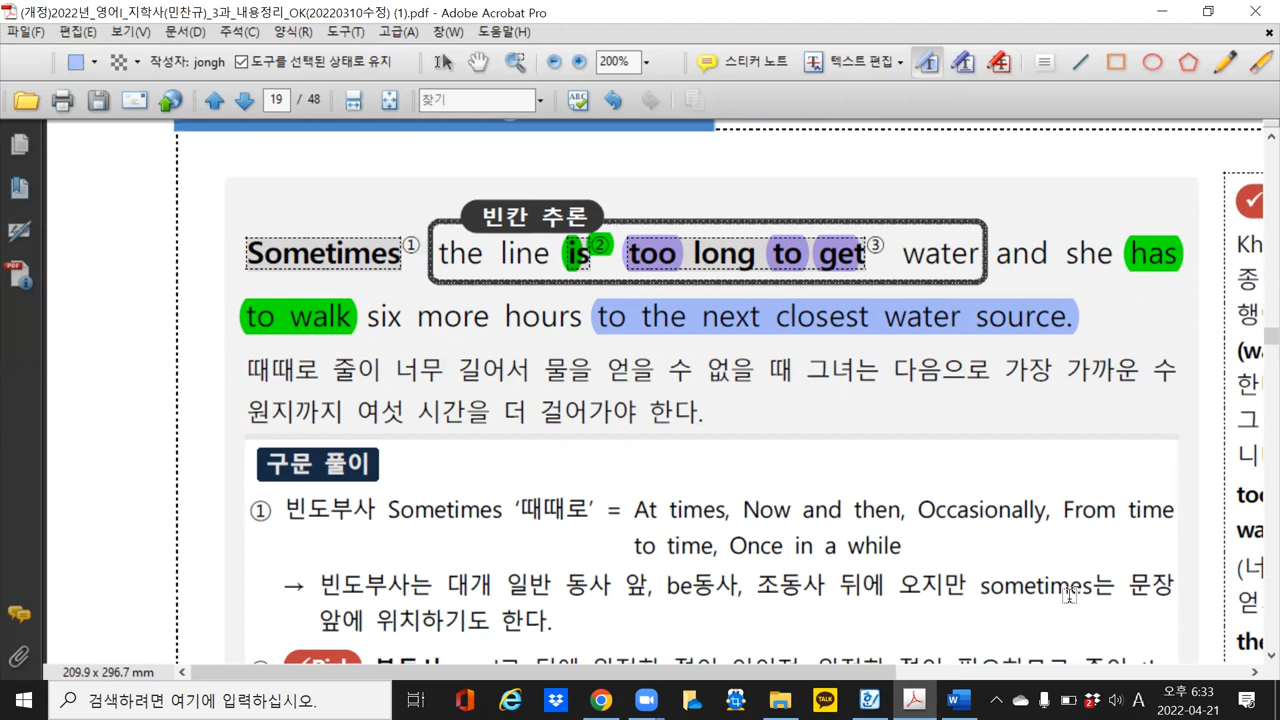 (개정)2022년_영어I_지학사(민찬규)_3과_내용정리_OK(20220310수정) (1).pdf - Adobe Acrobat Pro
파일(F) 편집(E) 보기(V) 문서(D) 주석(C) 양식(R) 도구(T) 고급(A) 창(W) 도움말(H)
작성자: jongh 도구를 선택된 상태로 유지 200% 스티커 노트 텍스트 편집
19 / 48 찾기
빈칸 추론
Sometimes① the line is② too long to get③ water and she has
to walk six more hours to the next closest water source.
때때로 줄이 너무 길어서 물을 얻을 수 없을 때 그녀는 다음으로 가장 가까운 수
원지까지 여섯 시간을 더 걸어가야 한다.
구문 풀이
① 빈도부사 Sometimes ‘때때로’ = At times, Now and then, Occasionally, From time
to time, Once in a while
→ 빈도부사는 대개 일반 동사 앞, be동사, 조동사 뒤에 오지만 sometimes는 문장
앞에 위치하기도 한다.
Kh
종
행
(wa
한다
그
니
too
wa
(너
얻
the
209.9 x 296.7 mm
검색하려면 여기에 입력하십시오. TALK 2 A 오후 6:33
2022-04-21